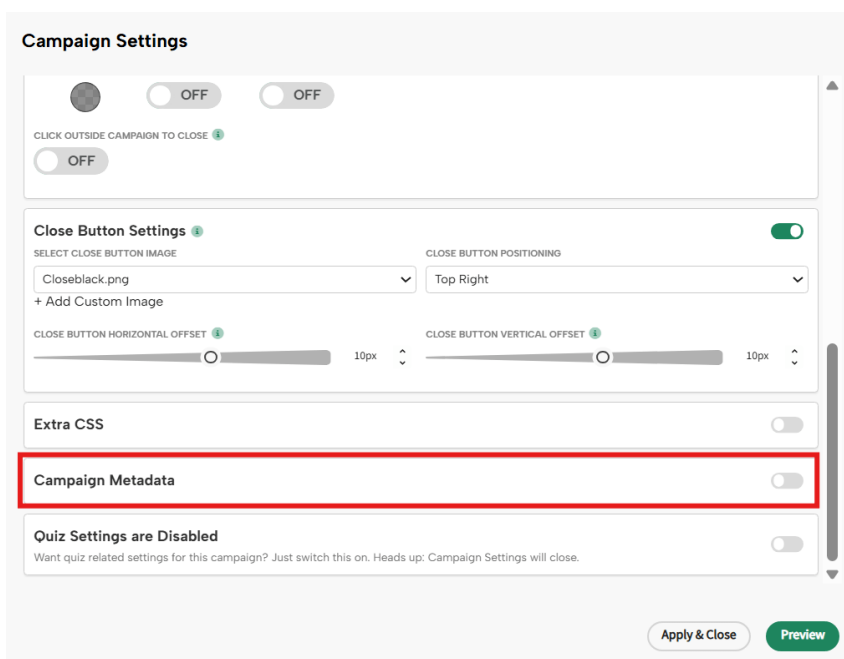 Campaign Settings
OFF OFF
CLICK OUTSIDE CAMPAIGN TO CLOSE i
OFF
Close Button Settings i
SELECT CLOSE BUTTON IMAGE CLOSE BUTTON POSITIONING
Closeblack.png Top Right
+ Add Custom Image
CLOSE BUTTON HORIZONTAL OFFSET i CLOSE BUTTON VERTICAL OFFSET i
10px 10px
Extra CSS
Campaign Metadata
Quiz Settings are Disabled
Want quiz related settings for this campaign? Just switch this on. Heads up: Campaign Settings will close.
Apply & Close Preview